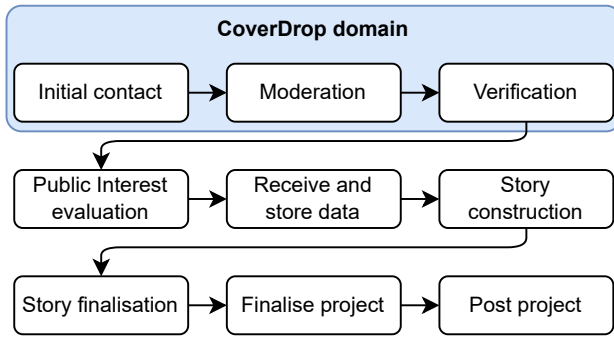 CoverDrop domain
Initial contact
Moderation
Verification
Public Interest
evaluation
Receive and
store data
Story
construction
Story finalisation
Finalise project
Post project